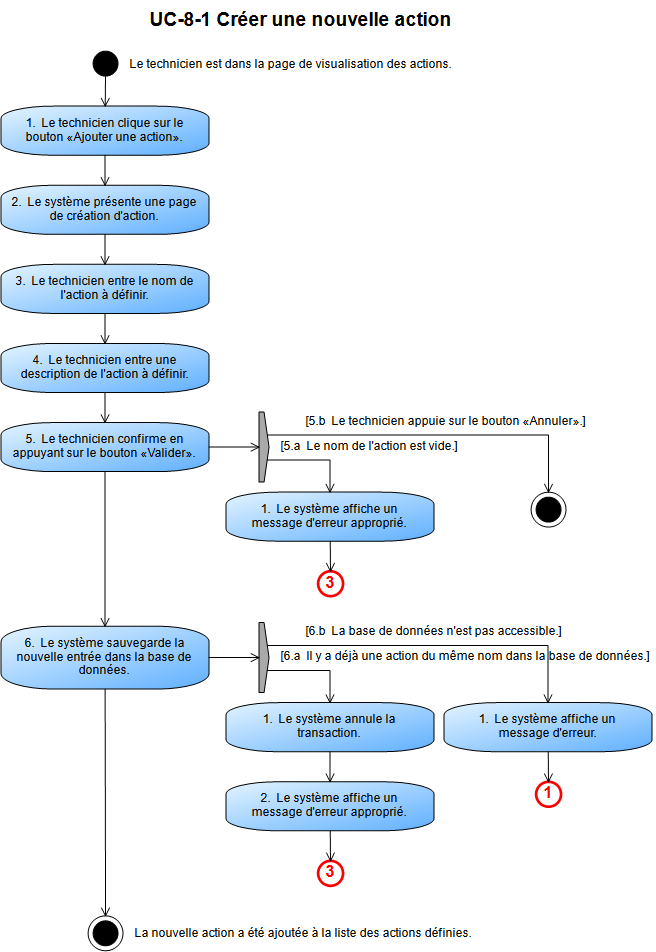 UC-8-1 Créer une nouvelle action
Le technicien est dans la page de visualisation des actions.
1. Le technicien clique sur le
bouton «Ajouter une action».
2. Le système présente une page
de création d'action.
3. Le technicien entre le nom de
l'action à définir.
4. Le technicien entre une
description de l'action à définir.
5. Le technicien confirme en
appuyant sur le bouton «Valider».
[5.b Le technicien appuie sur le bouton «Annuler».]
[5.a Le nom de l'action est vide.]
1. Le système affiche un
message d'erreur approprié.
3
6. Le système sauvegarde la
nouvelle entrée dans la base de
données.
[6.b La base de données n'est pas accessible.]
[6.a Il y a déjà une action du même nom dans la base de données.]
1. Le système annule la
transaction.
1. Le système affiche un
message d'erreur.
2. Le système affiche un
message d'erreur approprié.
1
3
La nouvelle action a été ajoutée à la liste des actions définies.